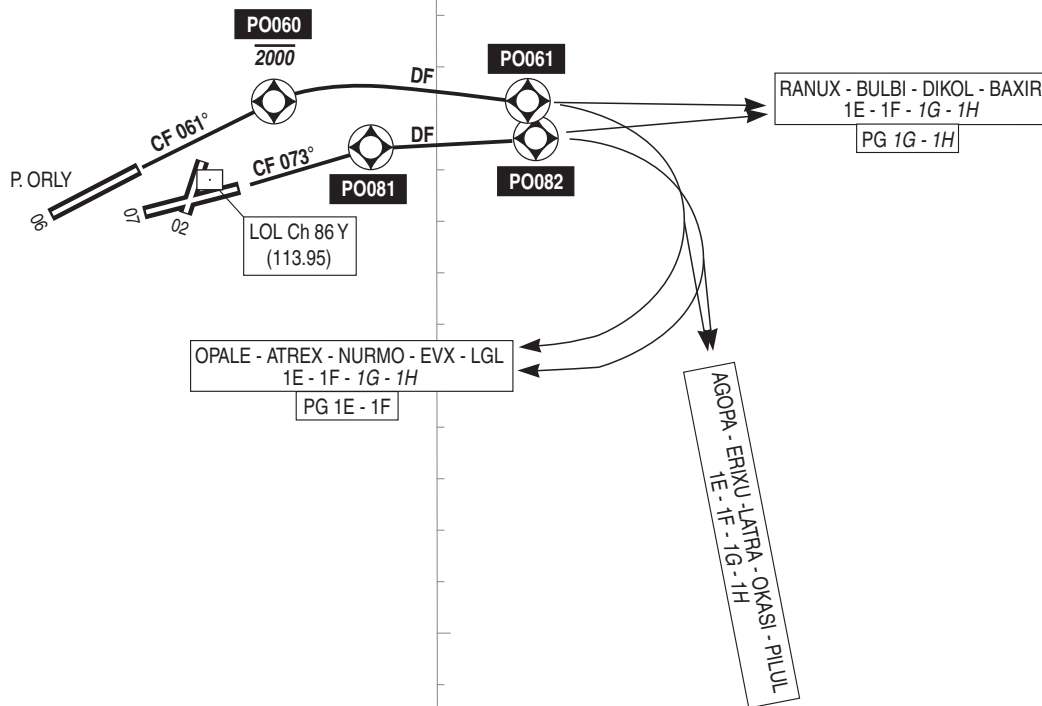 PO060
2000
DF
PO061
CF 061°
RANUX - BULBI - DIKOL - BAXIR
1E - 1F - 1G - 1H
PG 1G - 1H
DF
CF 073°
PO081
PO082
P. ORLY
06
07
02
LOL Ch 86 Y
(113.95)
OPALE - ATREX - NURMO - EVX - LGL
1E - 1F - 1G - 1H
PG 1E - 1F
AGOPA - ERIXU -LATRA - OKASI - PILUL
1E - 1F - 1G - 1H